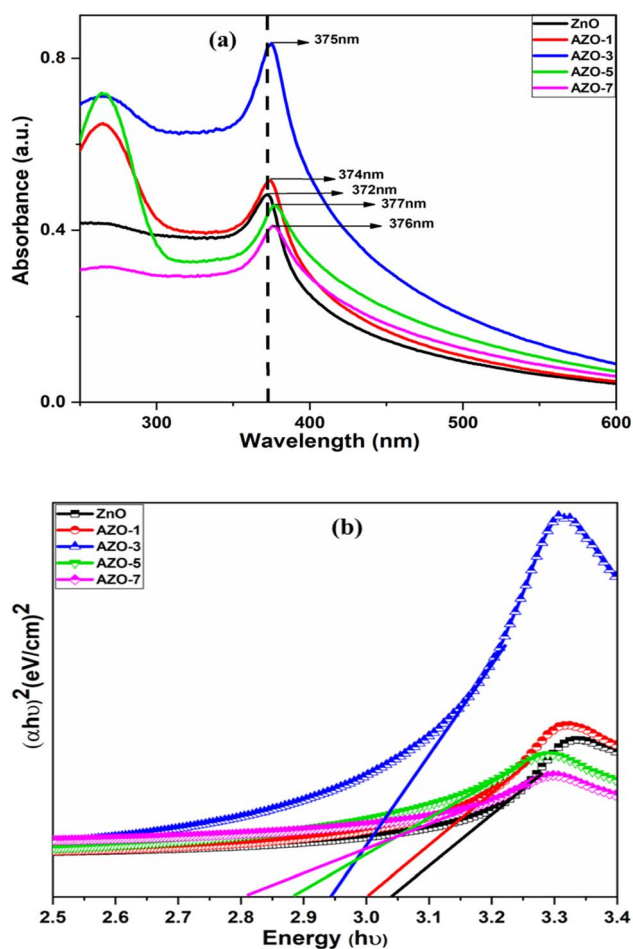 (a)
ZnO
AZO-1
AZO-3
AZO-5
AZO-7
375nm
374nm
372nm
377nm
376nm
0.8
0.4
0.0
Absorbance (a.u.)
300 400 500 600
Wavelength (nm)
(b)
ZnO
AZO-1
AZO-3
AZO-5
AZO-7
(αhυ)²(eV/cm)²
2.5 2.6 2.7 2.8 2.9 3.0 3.1 3.2 3.3 3.4
Energy (hυ)